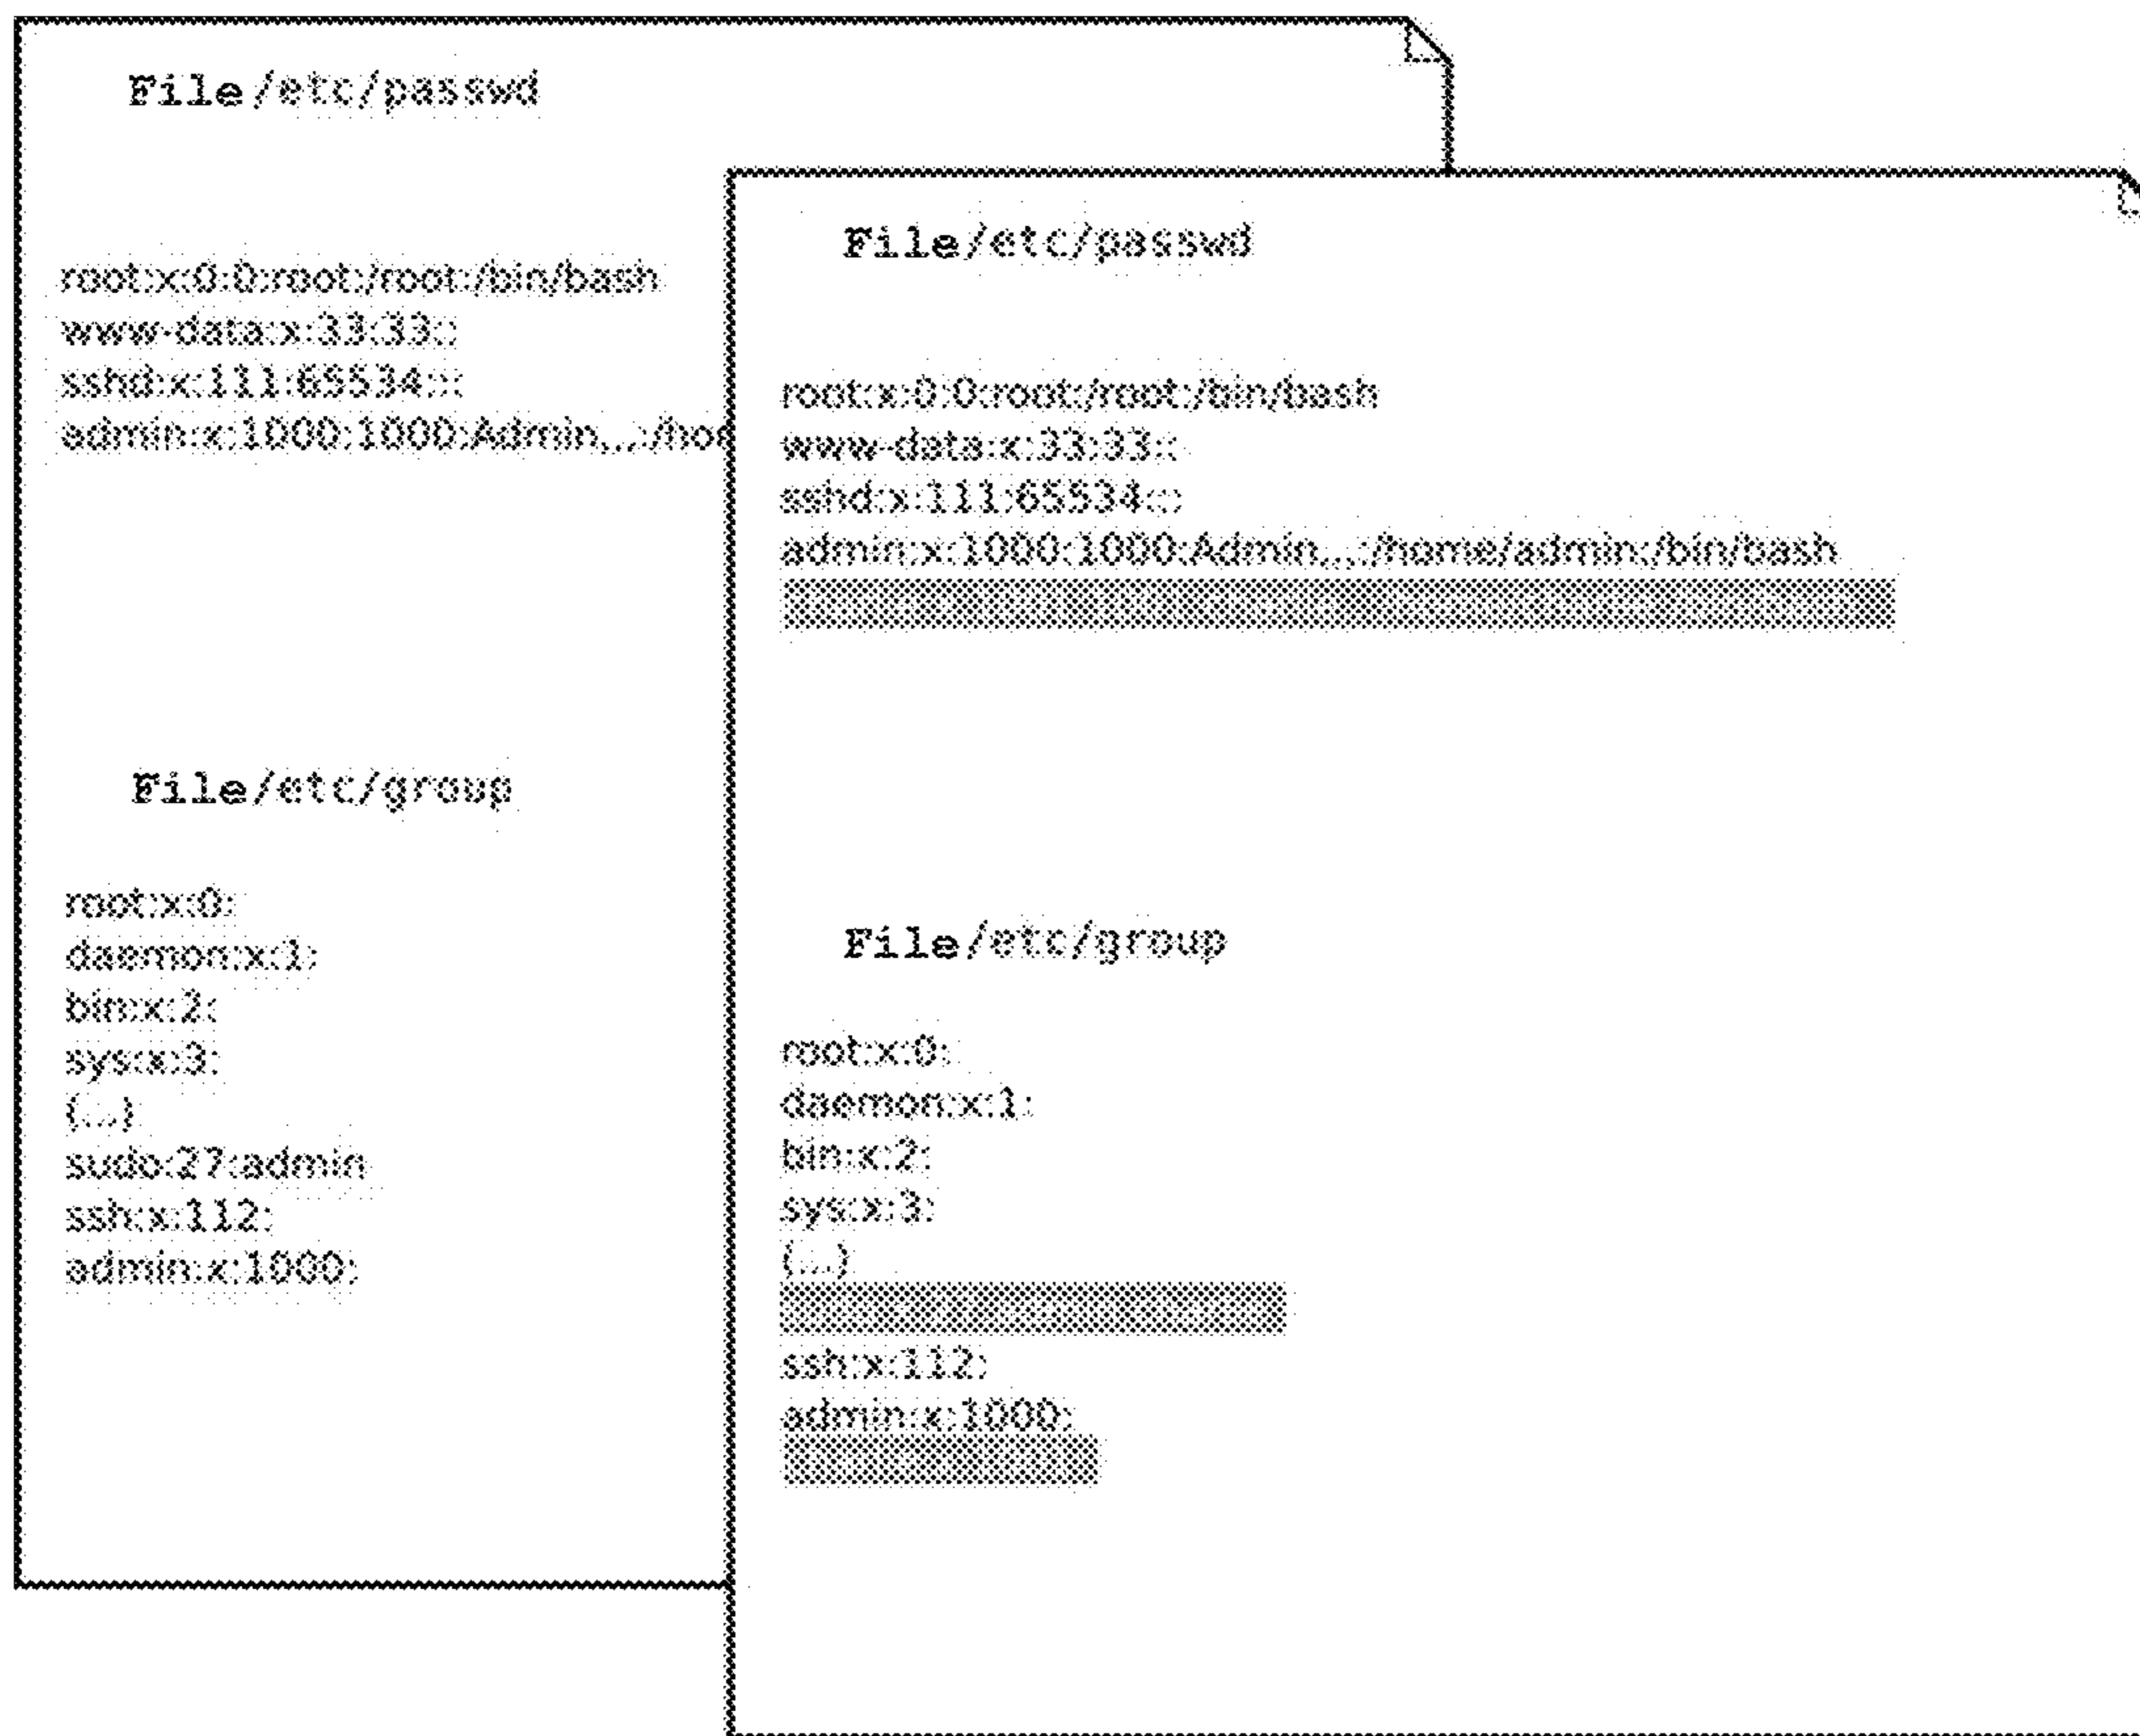 File /etc/passwd
root:x:0:0:root:/root:/bin/bash
www-data:x:33:33::
sshd:x:111:65534:::
admin:x:1000:1000:Admin,,,:/hom
File /etc/group
root:x:0:
daemon:x:1:
bin:x:2:
sys:x:3:
(...)
sudo:27:admin
ssh:x:112:
admin:x:1000:
File /etc/passwd
root:x:0:0:root:/root:/bin/bash
www-data:x:33:33::
sshd:x:111:65534:::
admin:x:1000:1000:Admin,,,:/home/admin:/bin/bash
File /etc/group
root:x:0:
daemon:x:1:
bin:x:2:
sys:x:3:
(...)
ssh:x:112:
admin:x:1000: